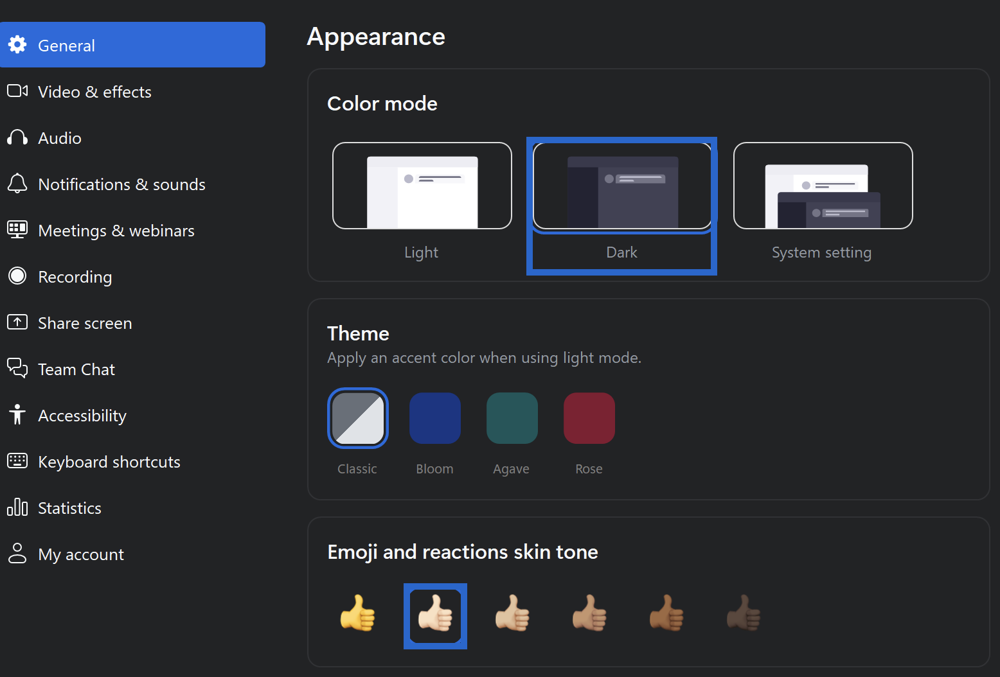 General
Video & effects
Audio
Notifications & sounds
Meetings & webinars
Recording
Share screen
Team Chat
Accessibility
Keyboard shortcuts
Statistics
My account
Appearance
Color mode
Light
Dark
System setting
Theme
Apply an accent color when using light mode.
Classic
Bloom
Agave
Rose
Emoji and reactions skin tone